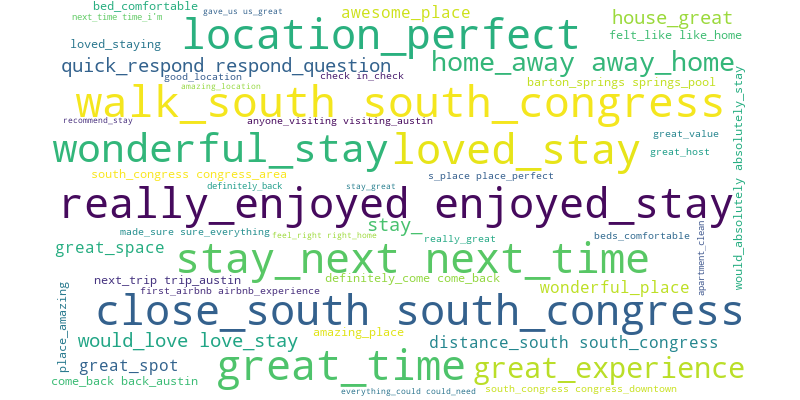 bed_comfortable
gave_us us_great
next_time time_i'm
awesome_place
house_great
location_perfect
felt_like like_home
loved_staying
quick_respond respond_question
home_away away_home
good_location
check in_check
amazing_location
barton_springs springs_pool
walk_south south_congress
recommend_stay
anyone_visiting visiting_austin
wonderful_stay
loved_stay
great_value
great_host
would_absolutely absolutely_stay
south_congress congress_area
s_place place_perfect
definitely_back
stay_great
really_enjoyed enjoyed_stay
made_sure sure_everything
stay_
feel_right right_home
really_great
beds_comfortable
apartment_clean
great_space
stay_next next_time
next_trip trip_austin
definitely_come come_back
first_airbnb airbnb_experience
wonderful_place
place_amazing
close_south south_congress
would_love love_stay
amazing_place
distance_south south_congress
great_spot
great_time
great_experience
come_back back_austin
everything_could could_need
south_congress congress_downtown